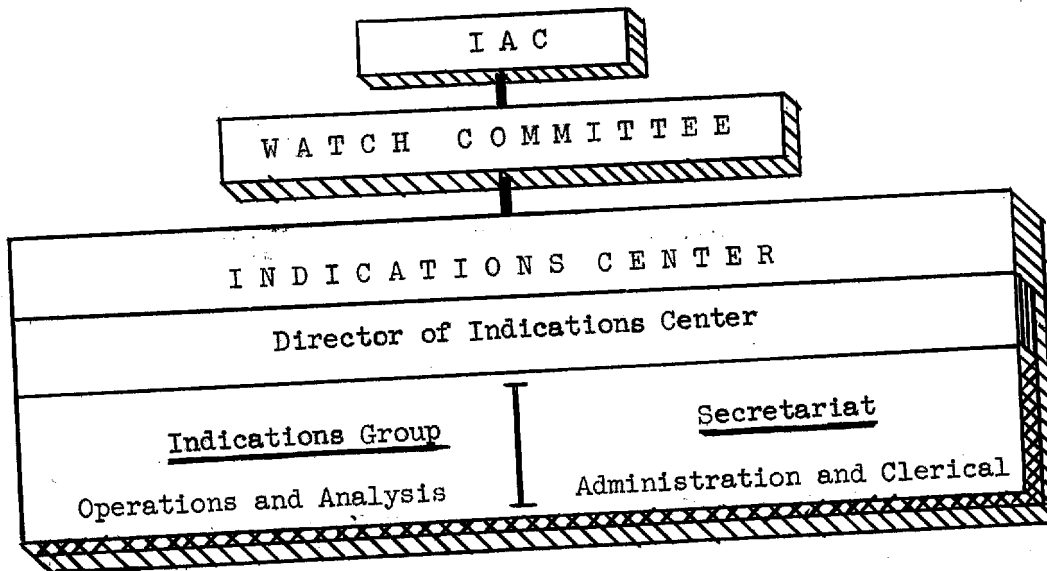 I A C
W A T C H C O M M I T T E E
I N D I C A T I O N S C E N T E R
Director of Indications Center
Indications Group
Operations and Analysis
Secretariat
Administration and Clerical